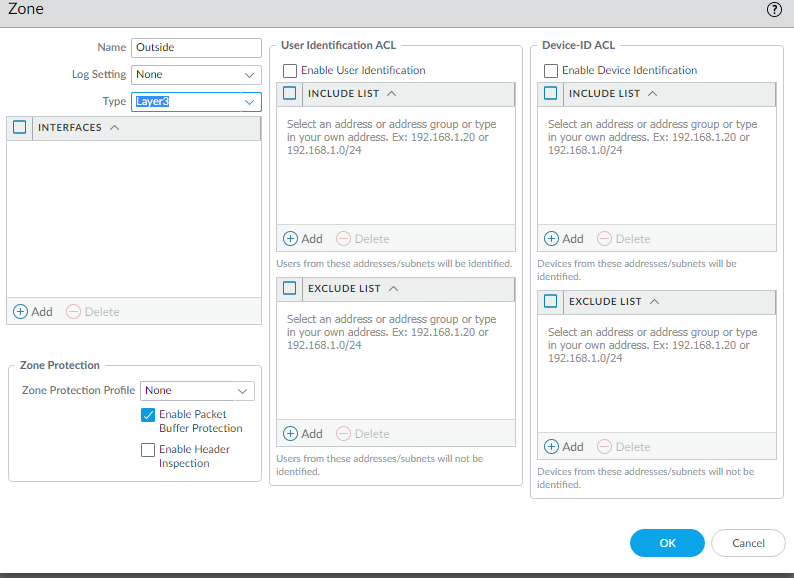 Zone
Name Outside
Log Setting None
Type Layer3
INTERFACES
Add Delete
Zone Protection
Zone Protection Profile None
Enable Packet
Buffer Protection
Enable Header
Inspection
User Identification ACL
Enable User Identification
INCLUDE LIST
Select an address or address group or type
in your own address. Ex: 192.168.1.20 or
192.168.1.0/24
Add Delete
Users from these addresses/subnets will be identified.
EXCLUDE LIST
Select an address or address group or type
in your own address. Ex: 192.168.1.20 or
192.168.1.0/24
Add Delete
Users from these addresses/subnets will not be
identified.
Device-ID ACL
Enable Device Identification
INCLUDE LIST
Select an address or address group or type
in your own address. Ex: 192.168.1.20 or
192.168.1.0/24
Add Delete
Devices from these addresses/subnets will be
identified.
EXCLUDE LIST
Select an address or address group or type
in your own address. Ex: 192.168.1.20 or
192.168.1.0/24
Add Delete
Devices from these addresses/subnets will not be
identified.
OK Cancel